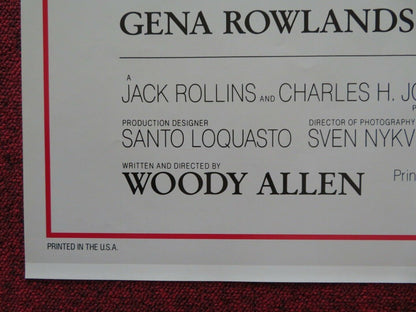 GENA ROWLANDS
A
JACK ROLLINS AND CHARLES H. JO
PRODUCTION DESIGNER DIRECTOR OF PHOTOGRAPHY
SANTO LOQUASTO SVEN NYKV
WRITTEN AND DIRECTED BY
WOODY ALLEN Prin
PRINTED IN THE U.S.A.